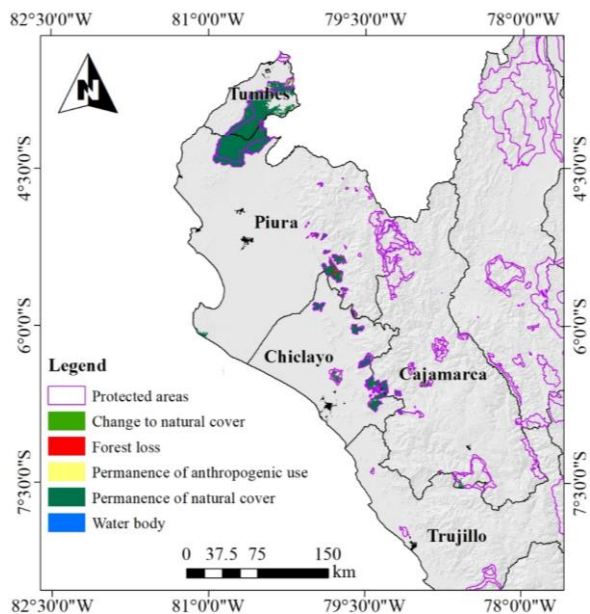 82°30'0"W 81°0'0"W 79°30'0"W 78°0'0"W
N
Tumbes
4°30'0"S 4°30'0"S
Piura
6°0'0"S 6°0'0"S
Chiclayo
Cajamarca
Legend
Protected areas
Change to natural cover
Forest loss
Permanence of anthropogenic use
Permanence of natural cover
Water body
7°30'0"S 7°30'0"S
Trujillo
0 37.5 75 150
km
82°30'0"W 81°0'0"W 79°30'0"W 78°0'0"W